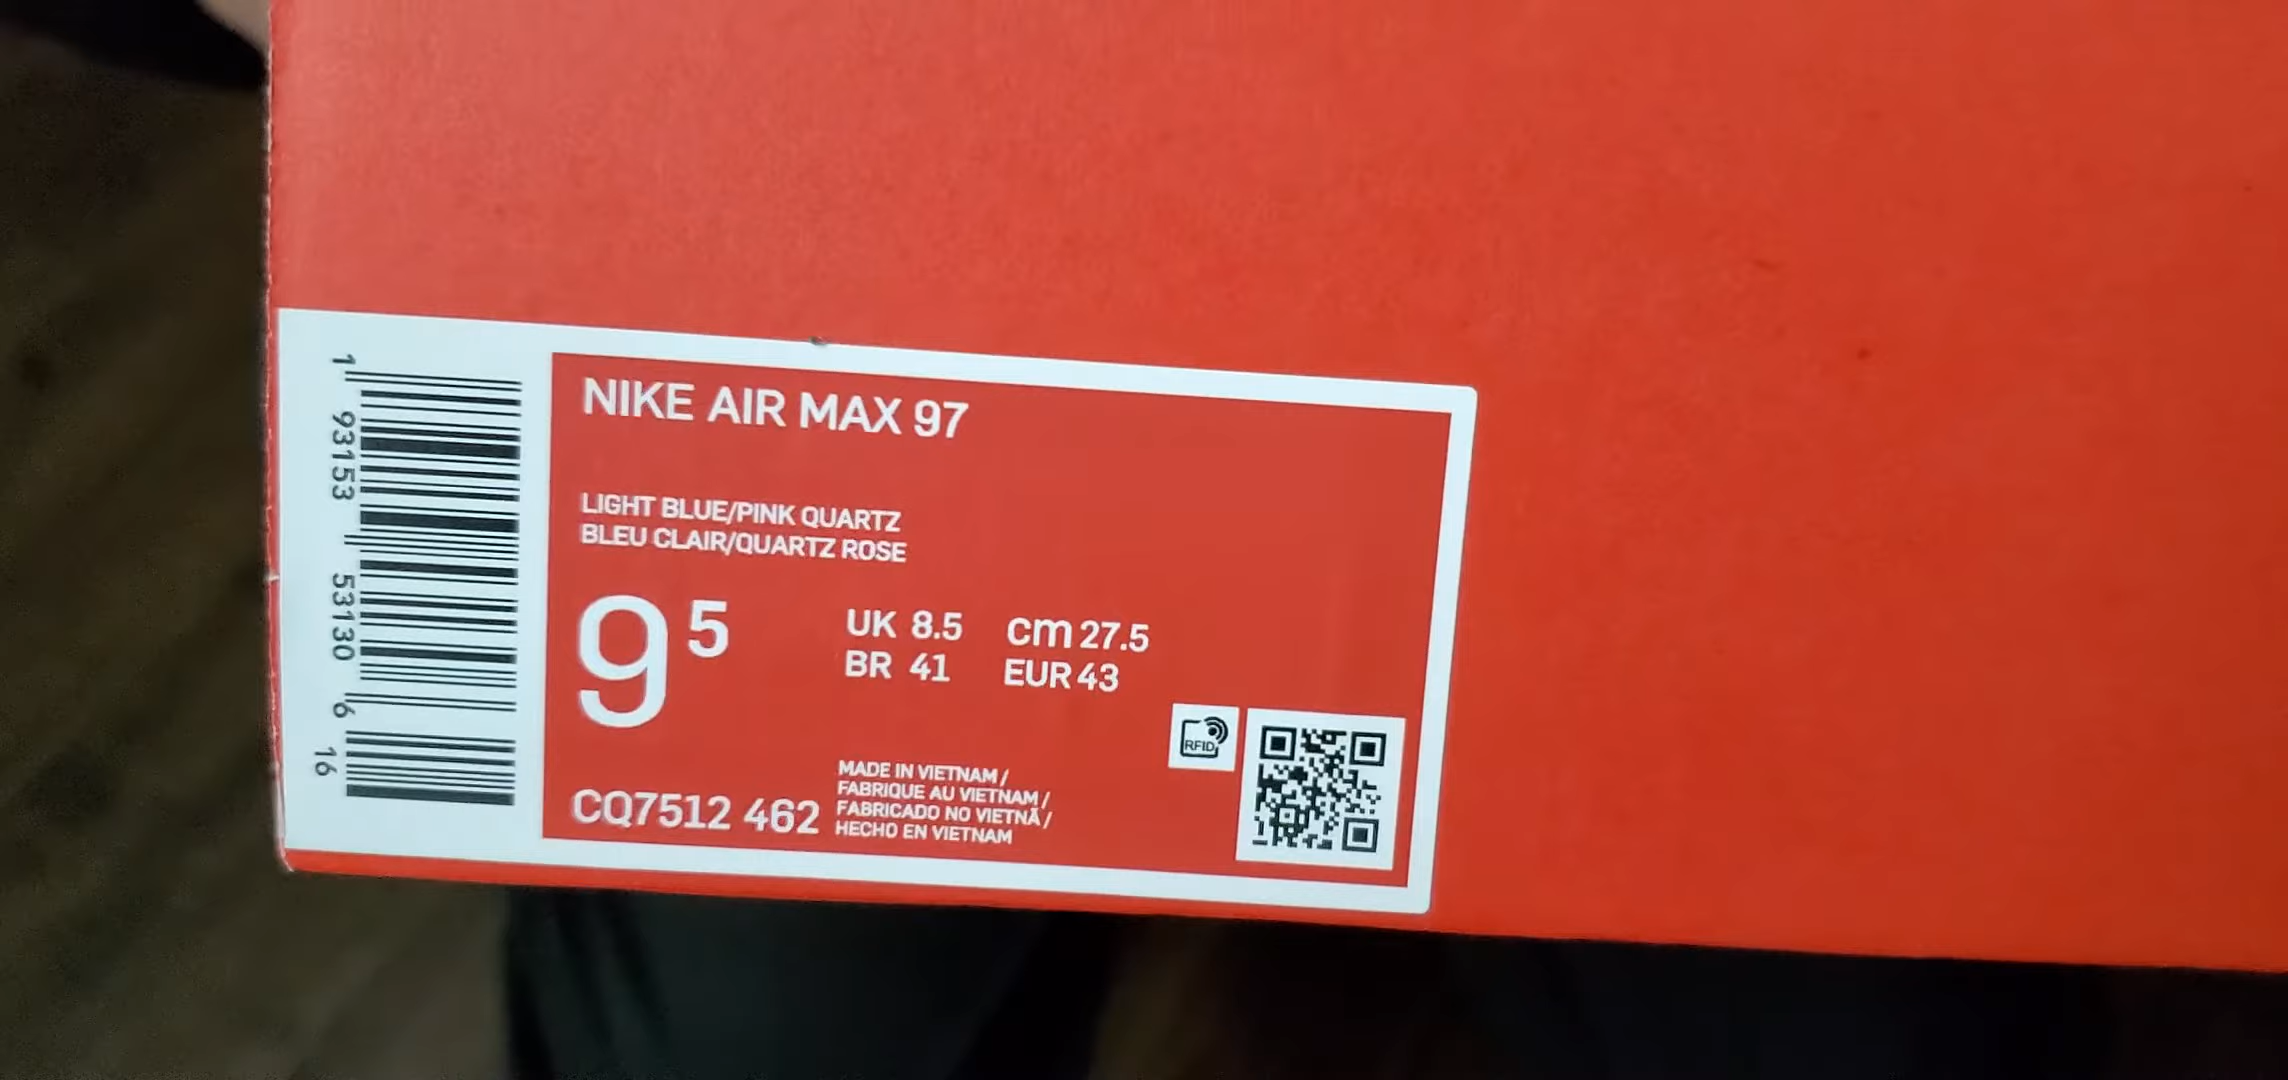 NIKE AIR MAX 97
LIGHT BLUE/PINK QUARTZ
BLEU CLAIR/QUARTZ ROSE
9 5
UK 8.5 cm 27.5
BR 41 EUR 43
RFID
CQ7512 462
MADE IN VIETNAM /
FABRIQUE AU VIETNAM /
FABRICADO NO VIETNÃ /
HECHO EN VIETNAM
1 93153 53130 6
16